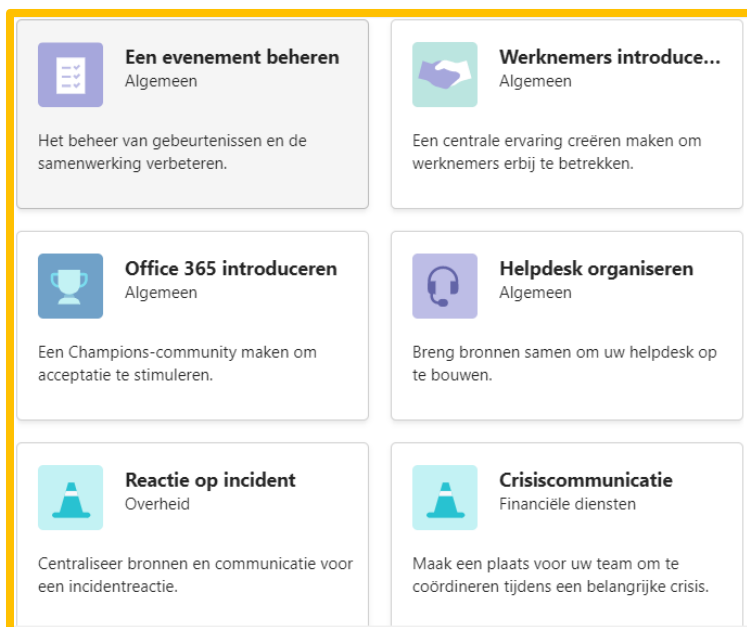 Een evenement beheren
Algemeen
Het beheer van gebeurtenissen en de
samenwerking verbeteren.
Werknemers introduce...
Algemeen
Een centrale ervaring creëren maken om
werknemers erbij te betrekken.
Office 365 introduceren
Algemeen
Een Champions-community maken om
acceptatie te stimuleren.
Helpdesk organiseren
Algemeen
Breng bronnen samen om uw helpdesk op
te bouwen.
Reactie op incident
Overheid
Centraliseer bronnen en communicatie voor
een incidentreactie.
Crisiscommunicatie
Financiële diensten
Maak een plaats voor uw team om te
coördineren tijdens een belangrijke crisis.